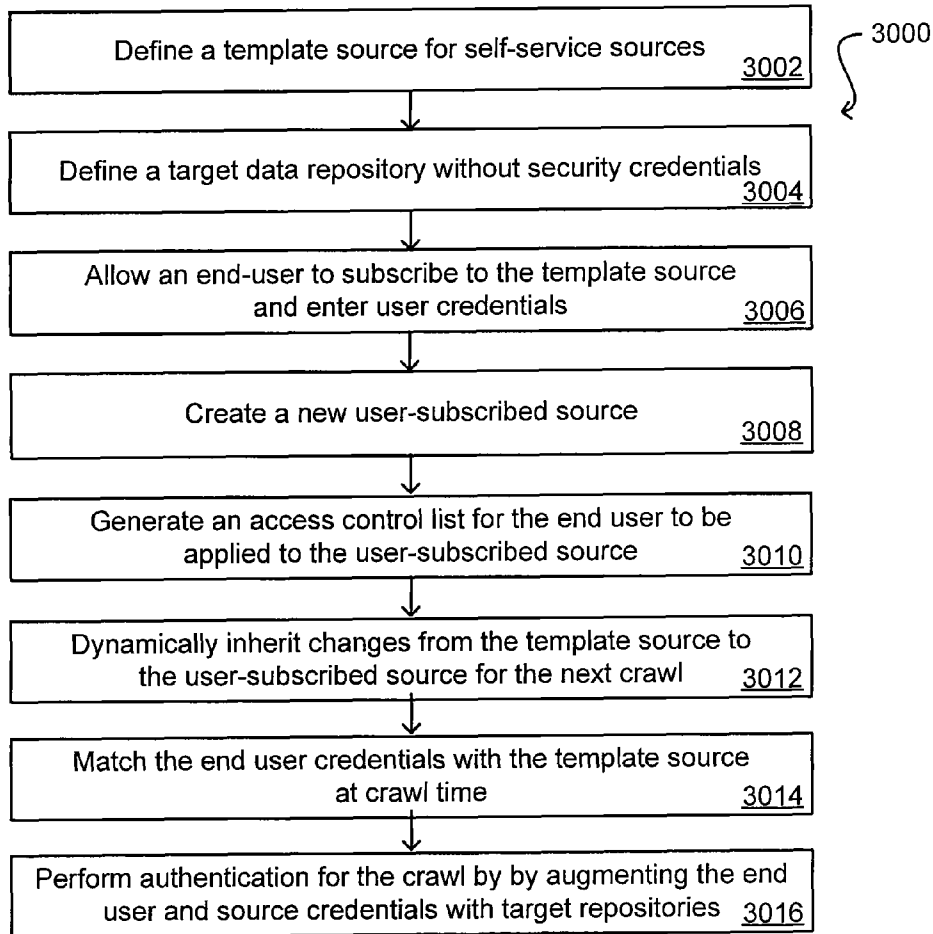 Define a template source for self-service sources
3002
3000
Define a target data repository without security credentials
3004
Allow an end-user to subscribe to the template source
and enter user credentials
3006
Create a new user-subscribed source
3008
Generate an access control list for the end user to be
applied to the user-subscribed source
3010
Dynamically inherit changes from the template source to
the user-subscribed source for the next crawl
3012
Match the end user credentials with the template source
at crawl time
3014
Perform authentication for the crawl by by augmenting the end
user and source credentials with target repositories
3016